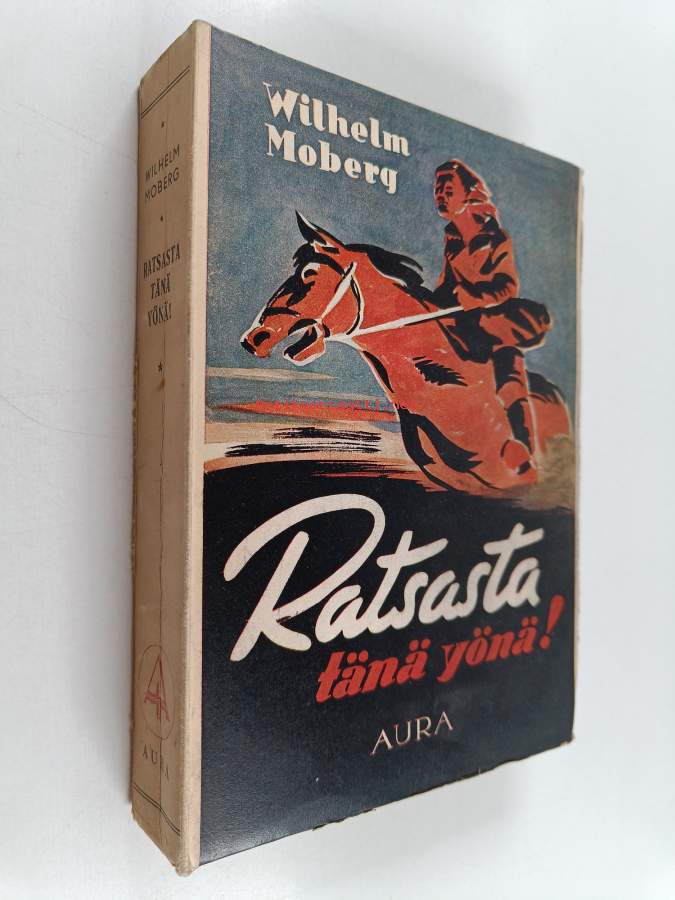 Wilhelm
Moberg
Ratsasta
tänä yönä!
AURA
WILHELM
MOBERG
RATSASTA
TÄNÄ
YÖNÄ!
AURA